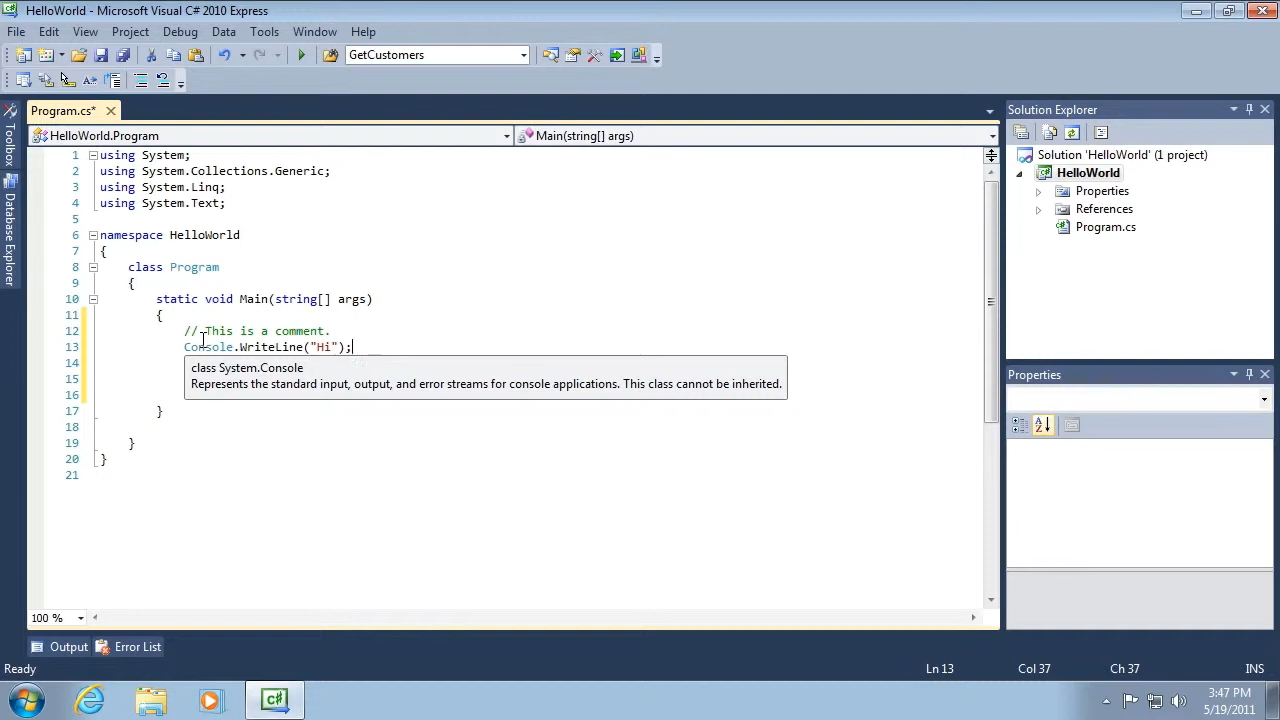 HelloWorld - Microsoft Visual C# 2010 Express
File Edit View Project Debug Data Tools Window Help
GetCustomers
Program.cs*
HelloWorld.Program
Main(string[] args)
Toolbox
Database Explorer
1 using System;
2 using System.Collections.Generic;
3 using System.Linq;
4 using System.Text;
5
6 namespace HelloWorld
7 {
8 class Program
9 {
10 static void Main(string[] args)
11 {
12 // This is a comment.
13 Console.WriteLine("Hi");
14
15
16
17 }
18
19 }
20 }
21
class System.Console
Represents the standard input, output, and error streams for console applications. This class cannot be inherited.
100 %
Solution Explorer
Solution 'HelloWorld' (1 project)
HelloWorld
Properties
References
Program.cs
Properties
Output Error List
Ready Ln 13 Col 37 Ch 37 INS
3:47 PM
5/19/2011